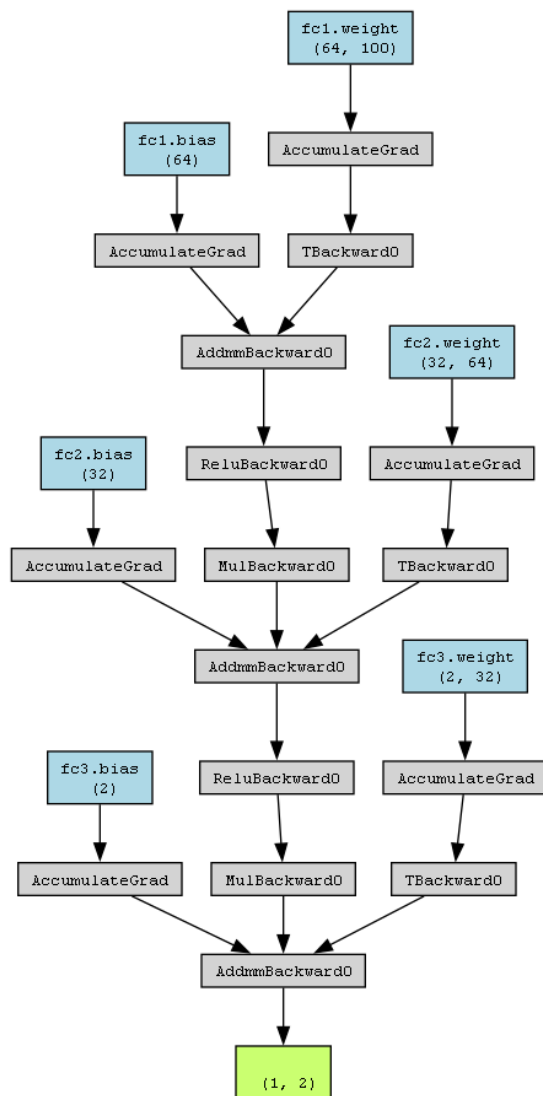 fc1.weight
(64, 100)
fc1.bias
(64)
AccumulateGrad
AccumulateGrad
TBackward0
AddmmBackward0
fc2.weight
(32, 64)
fc2.bias
(32)
ReluBackward0
AccumulateGrad
AccumulateGrad
MulBackward0
TBackward0
AddmmBackward0
fc3.weight
(2, 32)
fc3.bias
(2)
ReluBackward0
AccumulateGrad
AccumulateGrad
MulBackward0
TBackward0
AddmmBackward0
(1, 2)